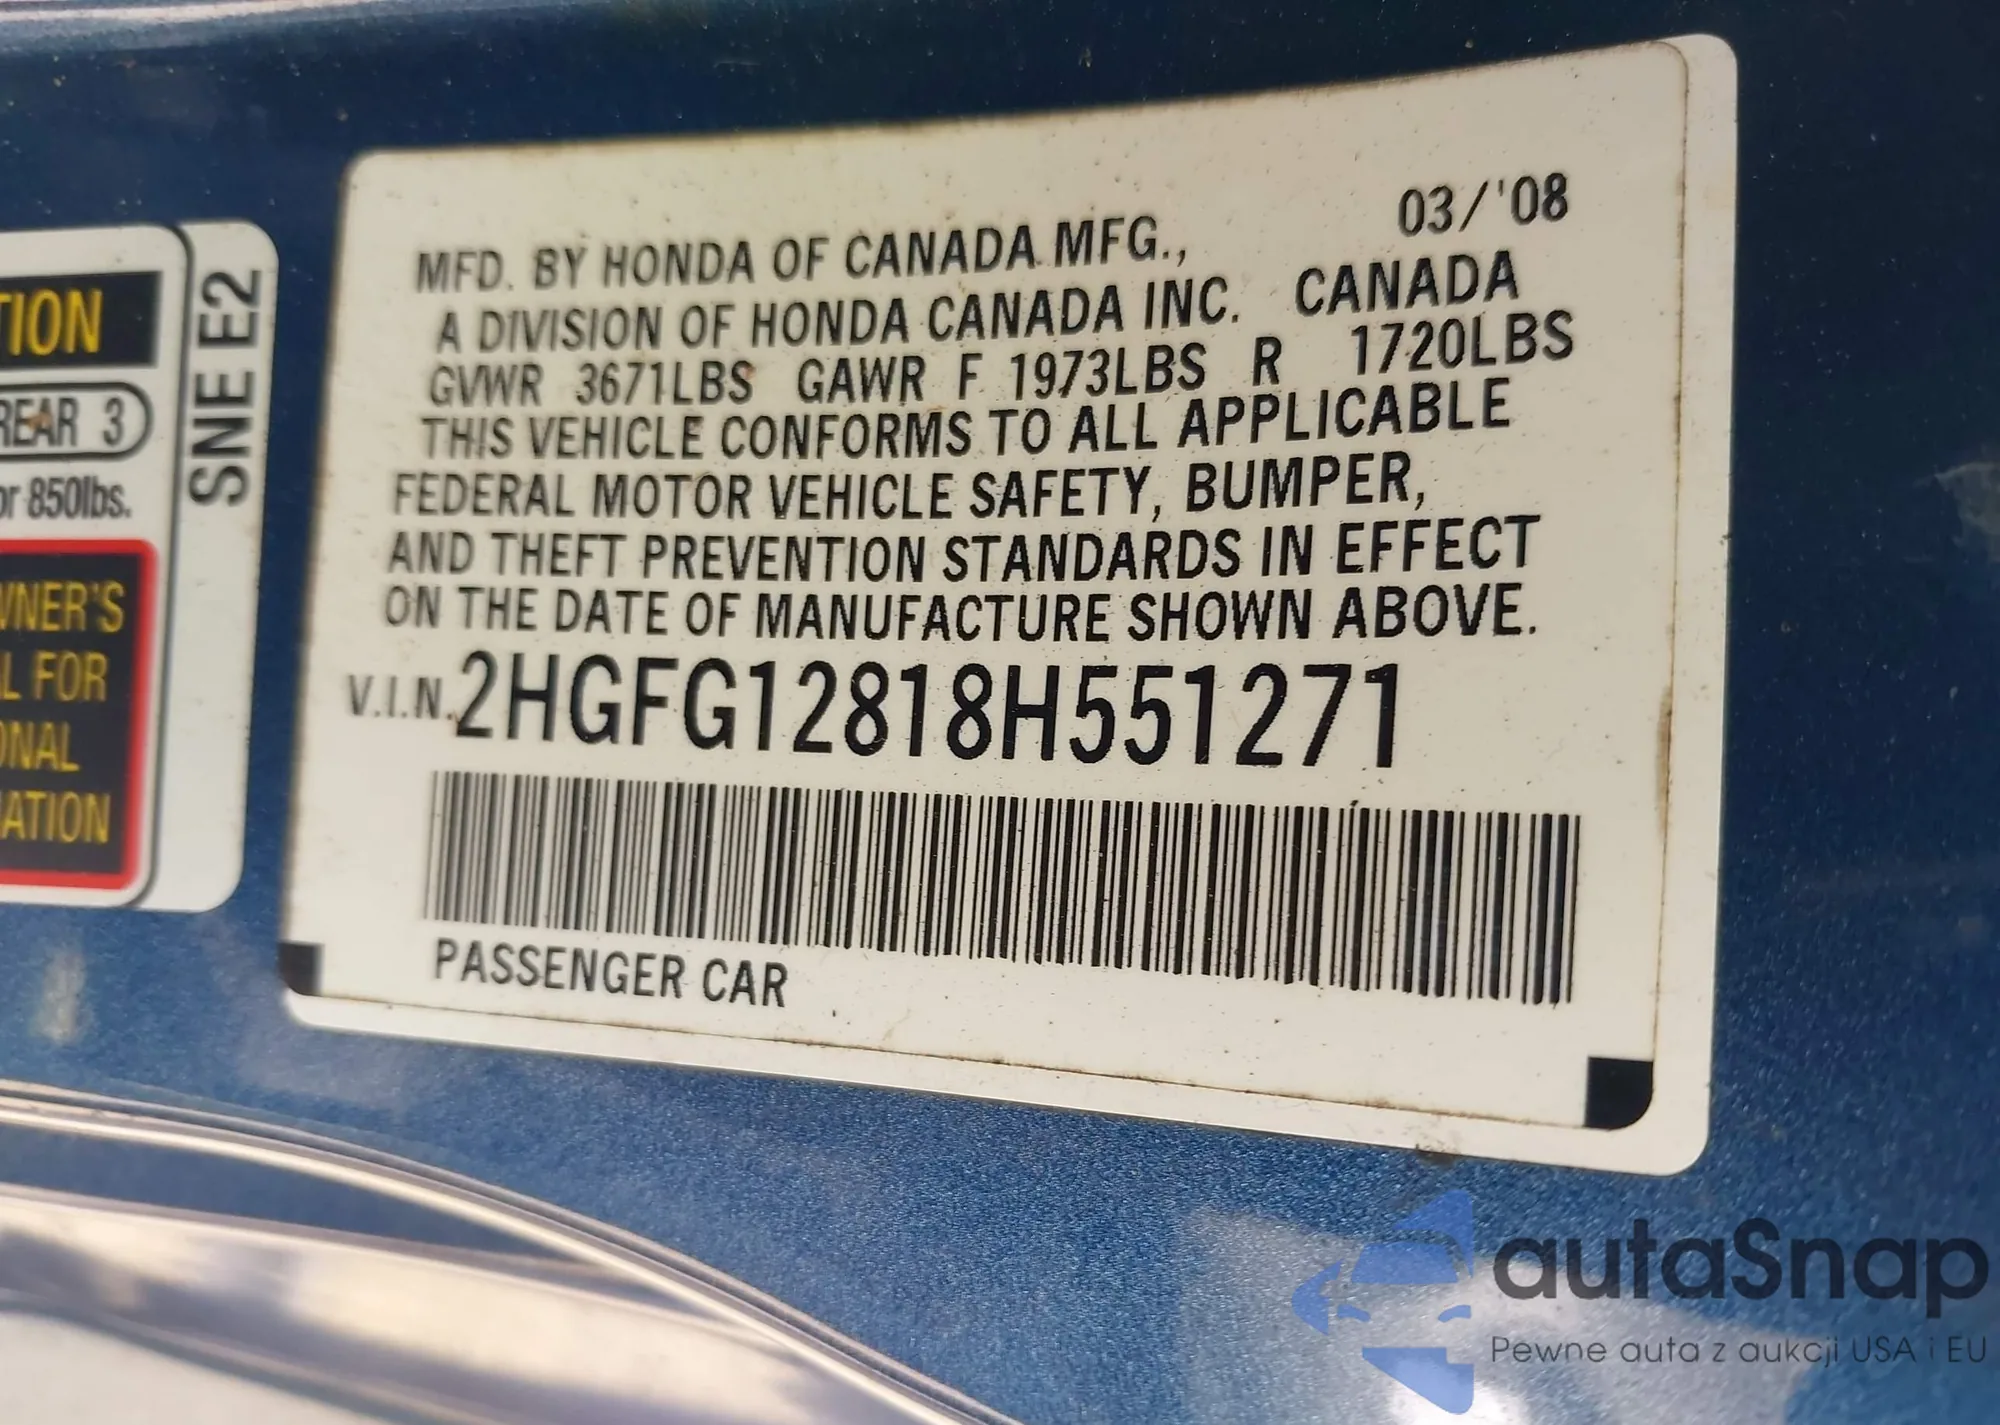 TION
REAR 3
or 850lbs.
WNER'S
L FOR
ONAL
ATION
SNE E2
03/'08
MFD. BY HONDA OF CANADA MFG.,
A DIVISION OF HONDA CANADA INC. CANADA
GVWR 3671LBS GAWR F 1973LBS R 1720LBS
THIS VEHICLE CONFORMS TO ALL APPLICABLE
FEDERAL MOTOR VEHICLE SAFETY, BUMPER,
AND THEFT PREVENTION STANDARDS IN EFFECT
ON THE DATE OF MANUFACTURE SHOWN ABOVE.
V.I.N. 2HGFG12818H551271
PASSENGER CAR
autaSnap
Pewne auta z aukcji USA i EU